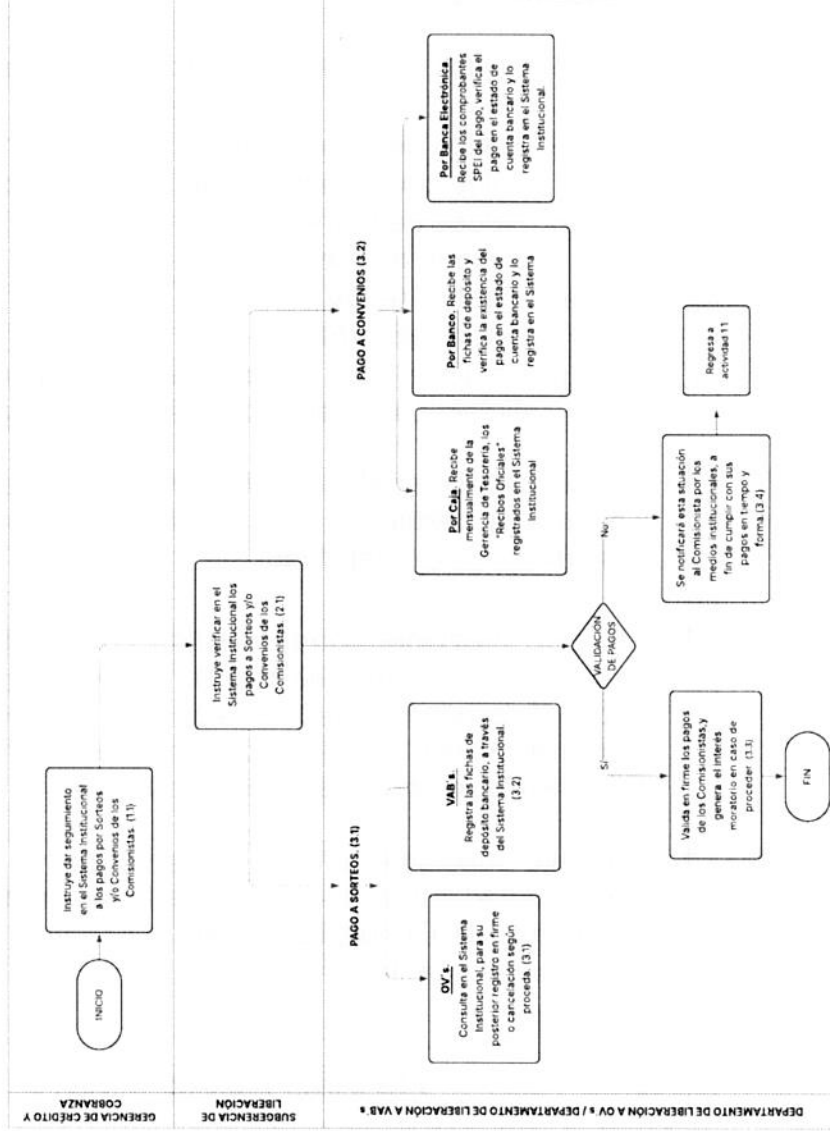 GERENCIA DE CRÉDITO Y
COBRANZA
INICIO
Instruye dar seguimiento
en el Sistema Institucional
a los pagos por Sorteos
y/o Convenios de los
Comisionistas. (1.1)
SUBGERENCIA DE
LIBERACIÓN
Instruye verificar en el
Sistema Institucional los
pagos a Sorteos y/o
Convenios de los
Comisionistas. (2.1)
DEPARTAMENTO DE LIBERACIÓN A OV´s / DEPARTAMENTO DE LIBERACIÓN A VAB´s
PAGO A SORTEOS. (3.1)
OV´s.
Consulta en el Sistema
Institucional, para su
posterior registro en firme
o cancelación según
proceda. (3.1)
VAB´s.
Registra las fichas de
depósito bancario, a través
del Sistema Institucional.
(3.2)
PAGO A CONVENIOS (3.2)
Por Caja. Recibe
mensualmente de la
Gerencia de Tesorería, los
"Recibos Oficiales"
registrados en el Sistema
Institucional
Por Banco. Recibe las
fichas de depósito y
verifica la existencia del
pago en el estado de
cuenta bancario y lo
registra en el Sistema
Institucional.
Por Banca Electrónica.
Recibe los comprobantes
SPEI del pago, verifica el
pago en el estado de
cuenta bancario y lo
registra en el Sistema
Institucional.
VALIDACIÓN
DE PAGOS
Sí
No
Valida en firme los pagos
de los Comisionistas,y
genera el interés
moratorio en caso de
proceder. (3.3)
FIN
Se notificará esta situación
al Comisionista por los
medios institucionales, a
fin de cumplir con sus
pagos en tiempo y
forma.(3.4)
Regresa a
actividad 1.1